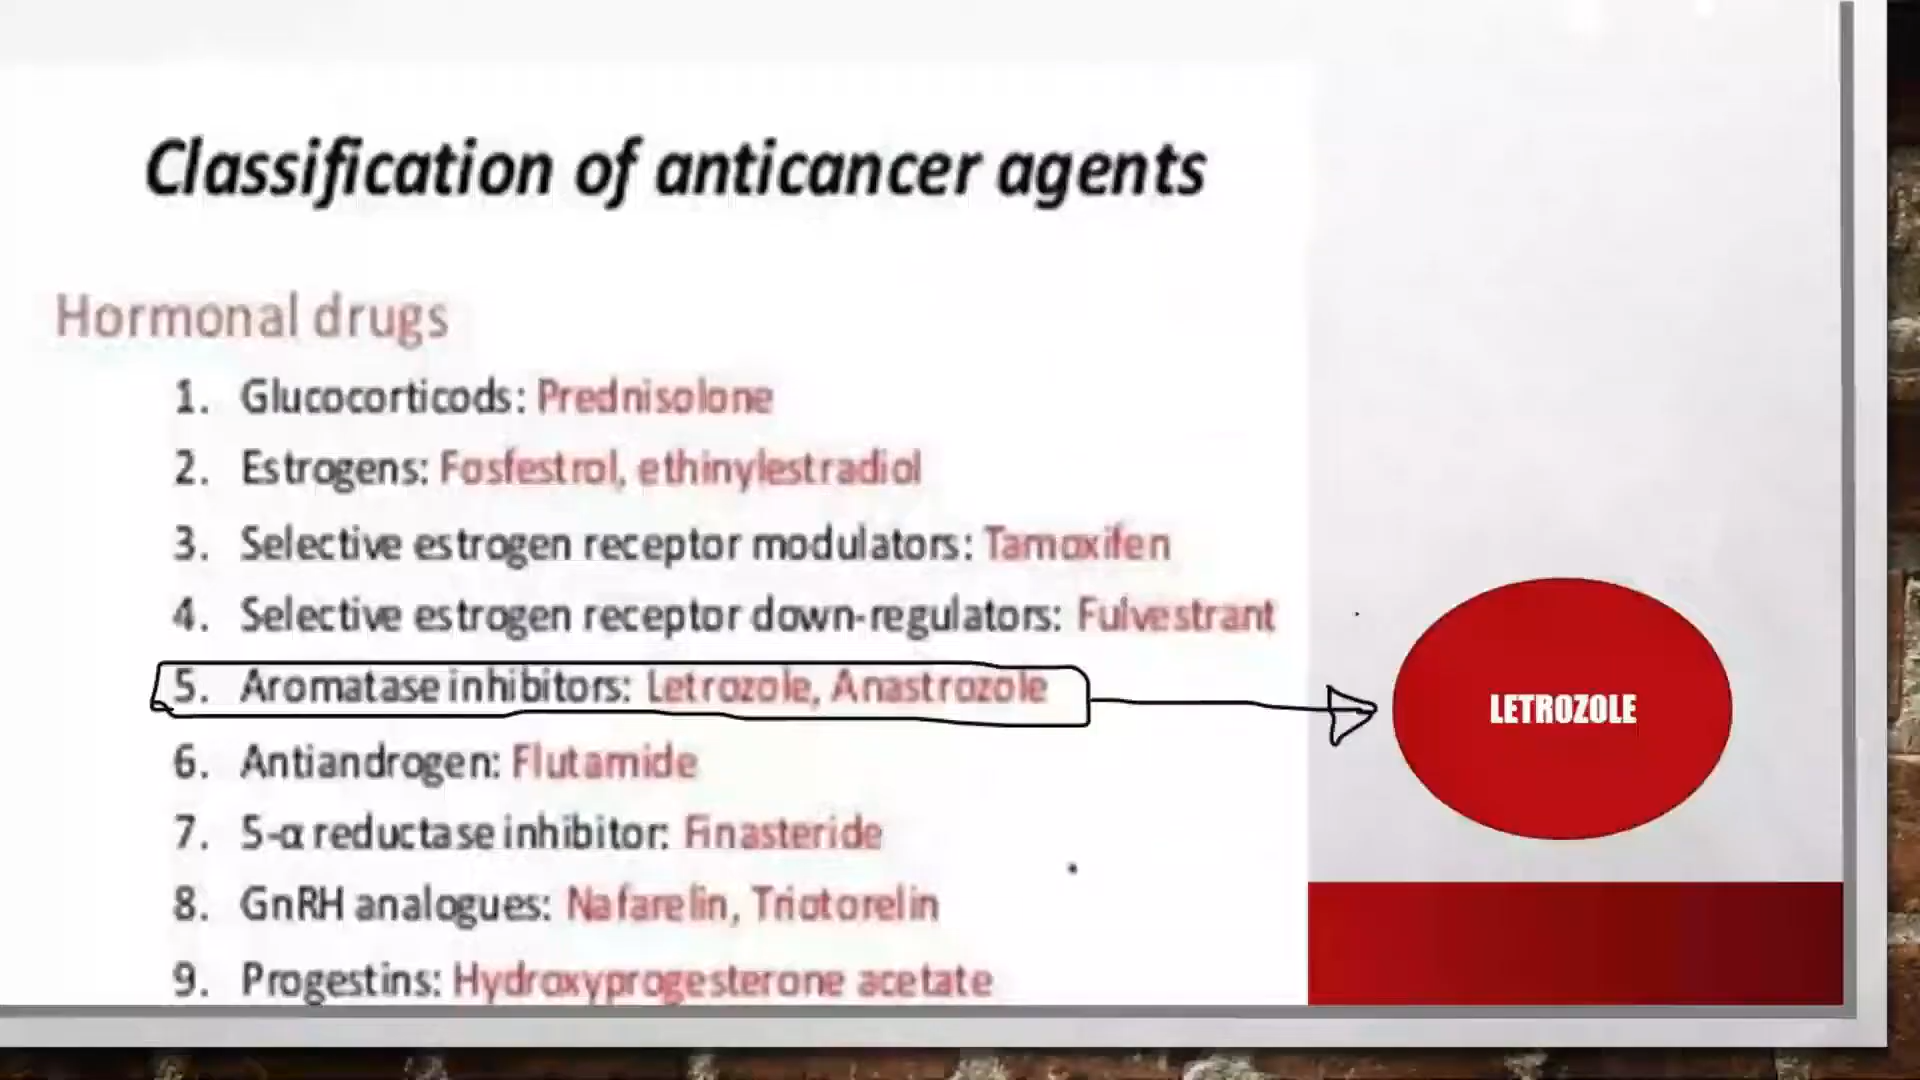 Classification of anticancer agents
Hormonal drugs
1. Glucocorticods: Prednisolone
2. Estrogens: Fosfestrol, ethinylestradiol
3. Selective estrogen receptor modulators: Tamoxifen
4. Selective estrogen receptor down-regulators: Fulvestrant
5. Aromatase inhibitors: Letrozole, Anastrozole
LETROZOLE
6. Antiandrogen: Flutamide
7. 5-α reductase inhibitor: Finasteride
8. GnRH analogues: Nafarelin, Triotorelin
9. Progestins: Hydroxyprogesterone acetate